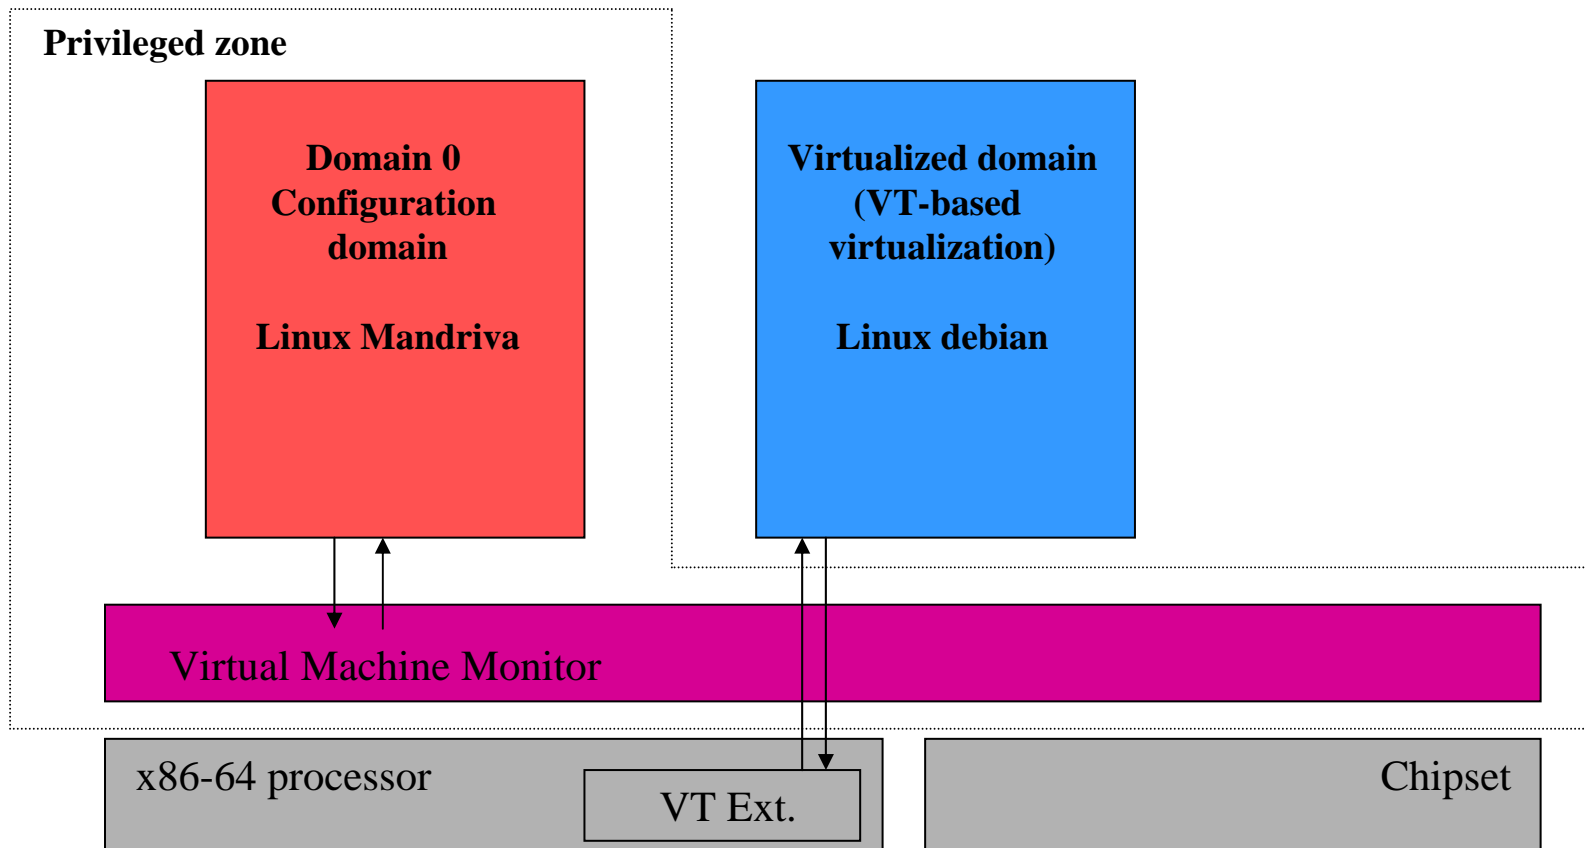 Privileged zone
Domain 0
Configuration
domain
Linux Mandriva
Virtualized domain
(VT-based
virtualization)
Linux debian
Virtual Machine Monitor
x86-64 processor
VT Ext.
Chipset